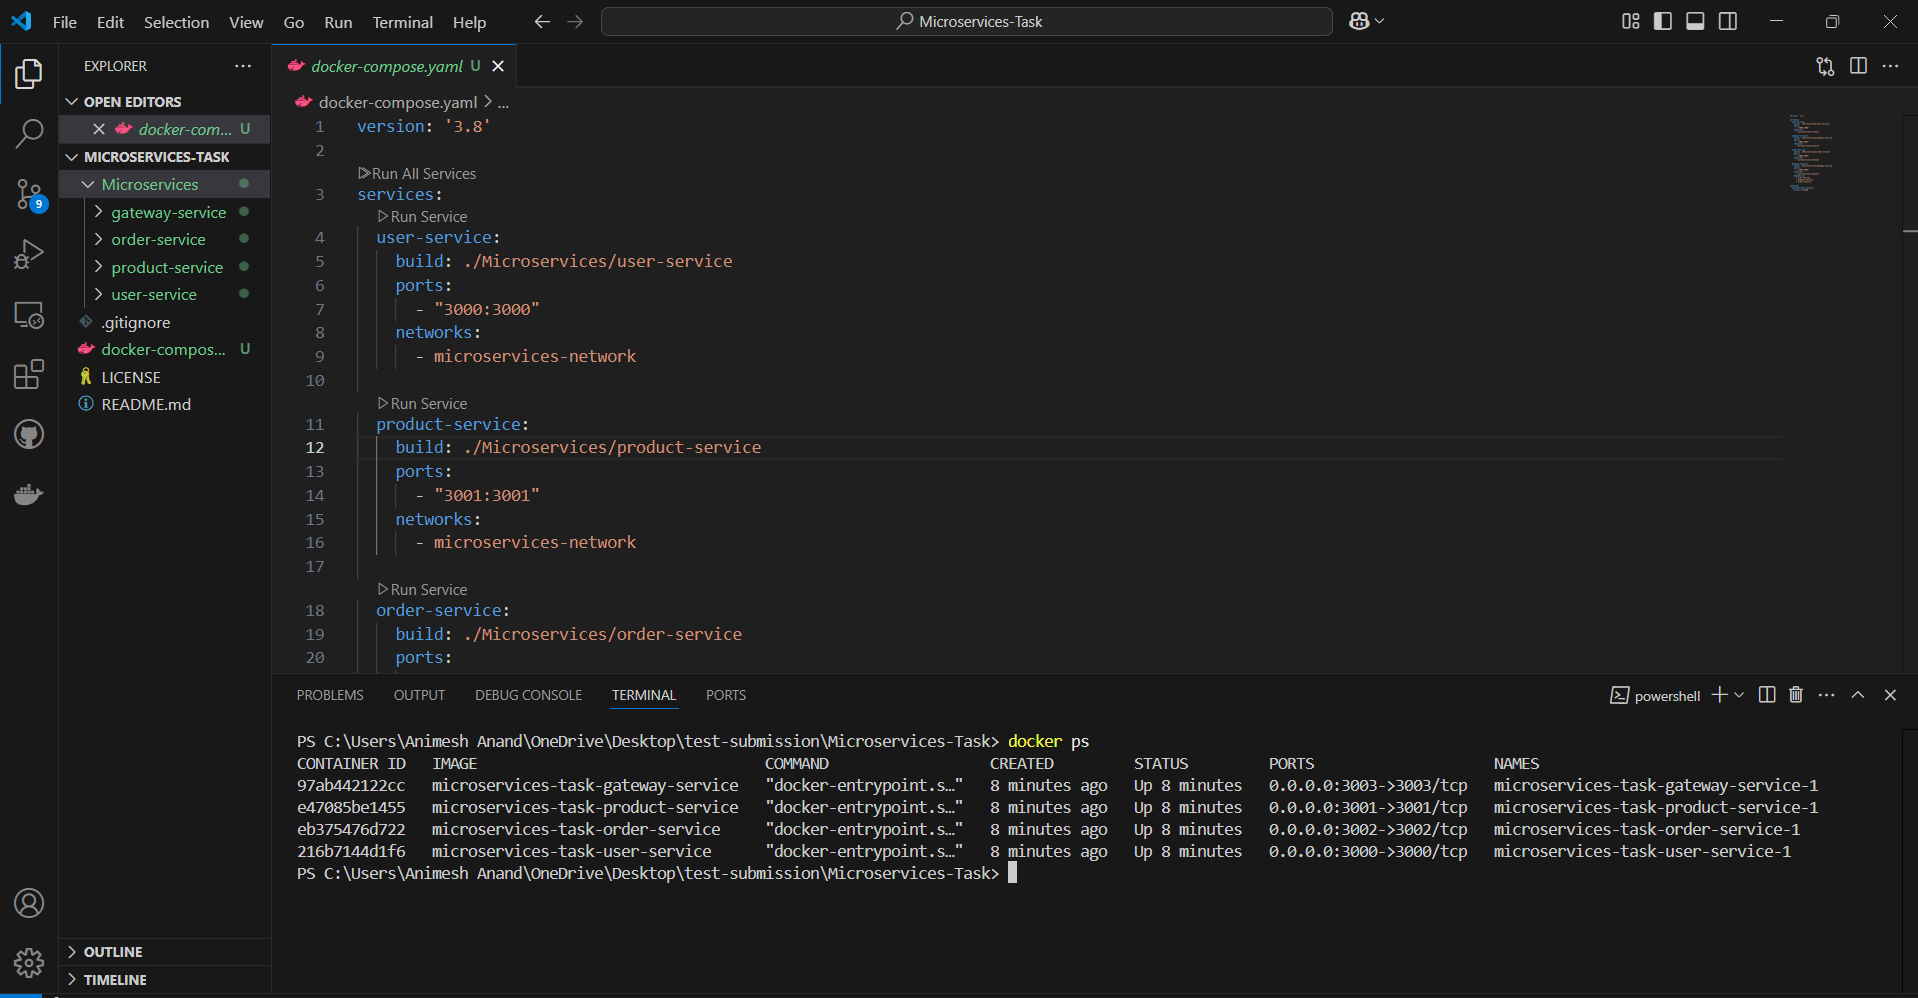 File Edit Selection View Go Run Terminal Help
Microservices-Task
EXPLORER
OPEN EDITORS
docker-com... U
MICROSERVICES-TASK
Microservices
gateway-service
order-service
product-service
user-service
.gitignore
docker-compos... U
LICENSE
README.md
OUTLINE
TIMELINE
9
docker-compose.yaml U
docker-compose.yaml > ...
1 version: '3.8'
2
Run All Services
3 services:
Run Service
4 user-service:
5 build: ./Microservices/user-service
6 ports:
7 - "3000:3000"
8 networks:
9 - microservices-network
10
Run Service
11 product-service:
12 build: ./Microservices/product-service
13 ports:
14 - "3001:3001"
15 networks:
16 - microservices-network
17
Run Service
18 order-service:
19 build: ./Microservices/order-service
20 ports:
PROBLEMS OUTPUT DEBUG CONSOLE TERMINAL PORTS
powershell
PS C:\Users\Animesh Anand\OneDrive\Desktop\test-submission\Microservices-Task> docker ps
CONTAINER ID IMAGE COMMAND CREATED STATUS PORTS NAMES
97ab442122cc microservices-task-gateway-service "docker-entrypoint.s…" 8 minutes ago Up 8 minutes 0.0.0.0:3003->3003/tcp microservices-task-gateway-service-1
e47085be1455 microservices-task-product-service "docker-entrypoint.s…" 8 minutes ago Up 8 minutes 0.0.0.0:3001->3001/tcp microservices-task-product-service-1
eb375476d722 microservices-task-order-service "docker-entrypoint.s…" 8 minutes ago Up 8 minutes 0.0.0.0:3002->3002/tcp microservices-task-order-service-1
216b7144d1f6 microservices-task-user-service "docker-entrypoint.s…" 8 minutes ago Up 8 minutes 0.0.0.0:3000->3000/tcp microservices-task-user-service-1
PS C:\Users\Animesh Anand\OneDrive\Desktop\test-submission\Microservices-Task>